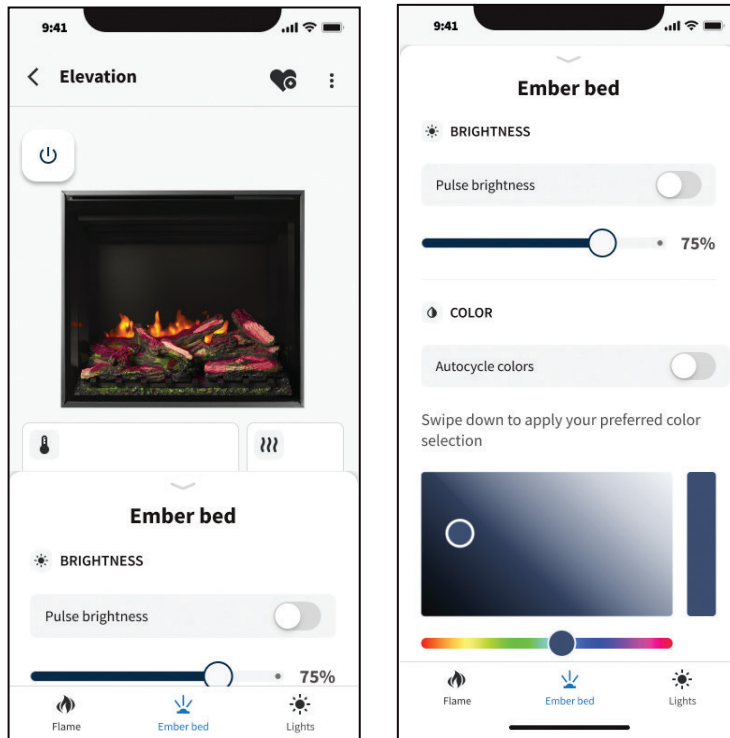 9:41
Elevation
Ember bed
BRIGHTNESS
Pulse brightness
75%
Flame
Ember bed
Lights
9:41
Ember bed
BRIGHTNESS
Pulse brightness
75%
COLOR
Autocycle colors
Swipe down to apply your preferred color
selection
Flame
Ember bed
Lights